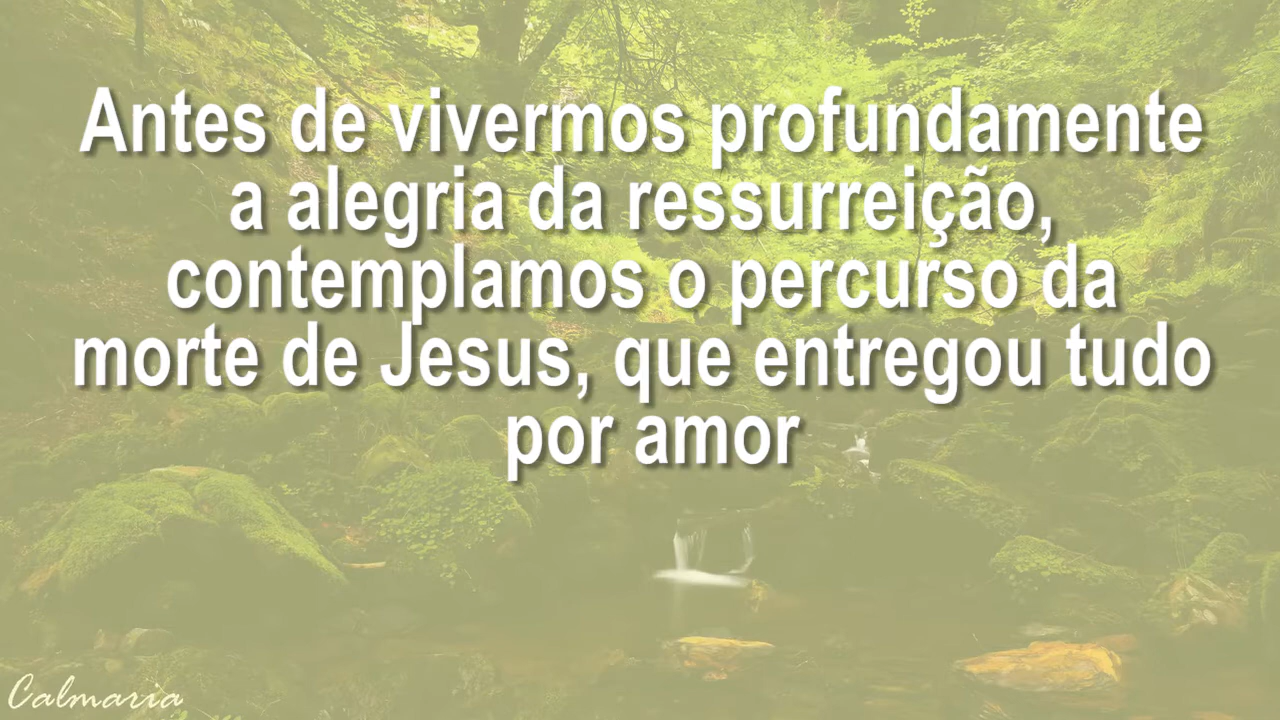 Antes de vivermos profundamente
a alegria da ressurreição,
contemplamos o percurso da
morte de Jesus, que entregou tudo
por amor
Calmaria